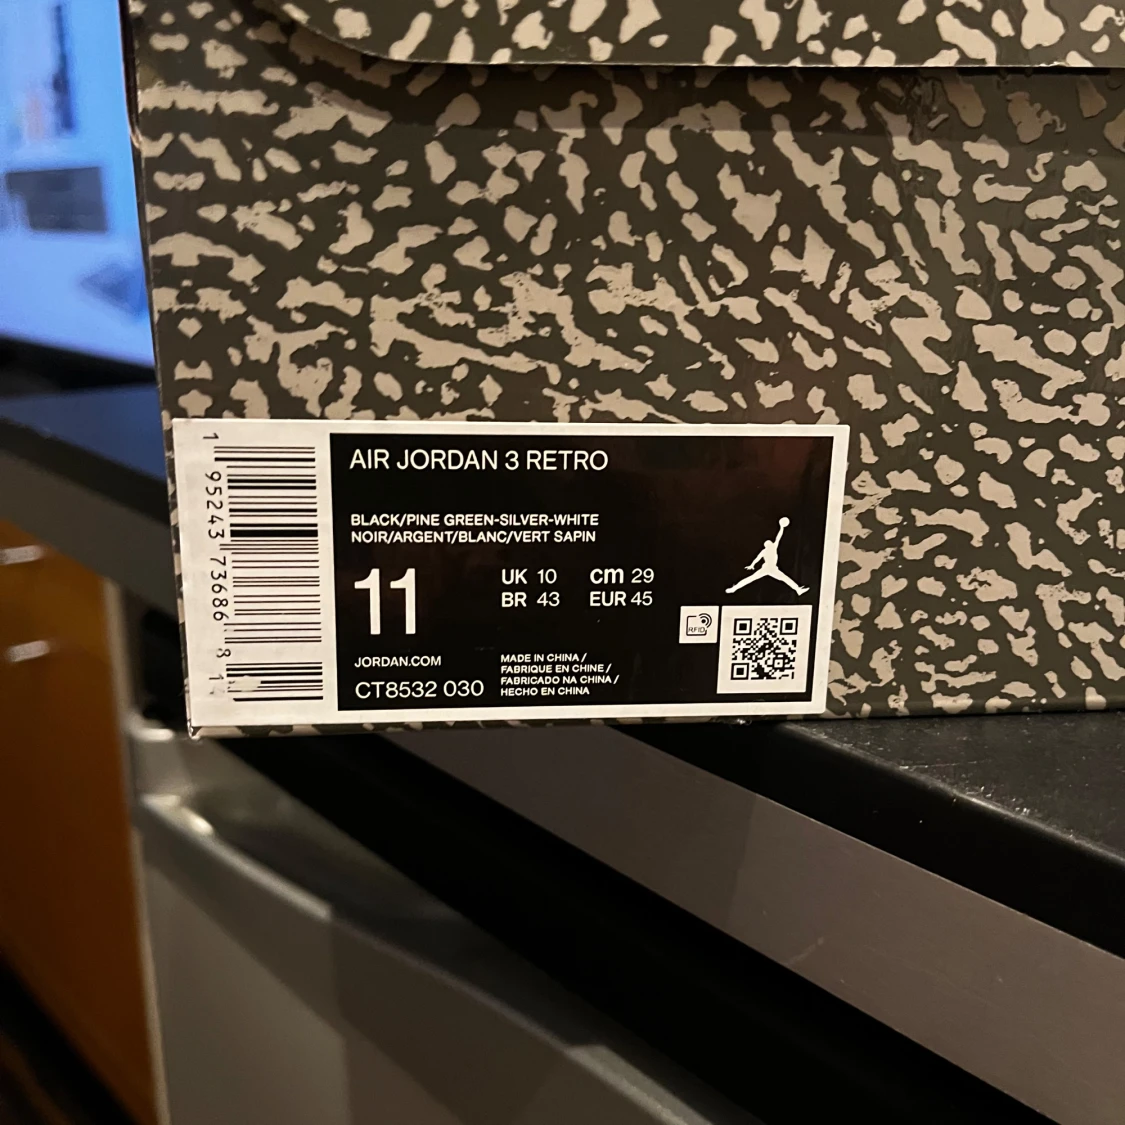 1 95243 73686 8
AIR JORDAN 3 RETRO
BLACK/PINE GREEN-SILVER-WHITE
NOIR/ARGENT/BLANC/VERT SAPIN
11
UK 10 cm 29
BR 43 EUR 45
RFID
JORDAN.COM
CT8532 030
MADE IN CHINA /
FABRIQUE EN CHINE /
FABRICADO NA CHINA /
HECHO EN CHINA